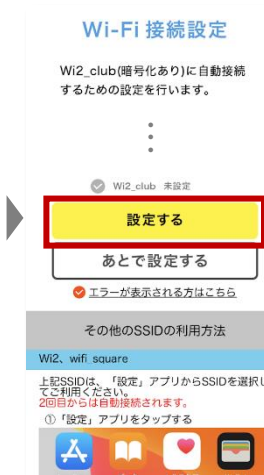 Wi-Fi 接続設定
Wi2_club(暗号化あり)に自動接続
するための設定を行います。
Wi2_club 未設定
設定する
あとで設定する
エラーが表示される方はこちら
その他のSSIDの利用方法
Wi2、wifi_square
上記SSIDは、「設定」アプリからSSIDを選択し
てご利用ください。
2回目からは自動接続されます。
①「設定」アプリをタップする